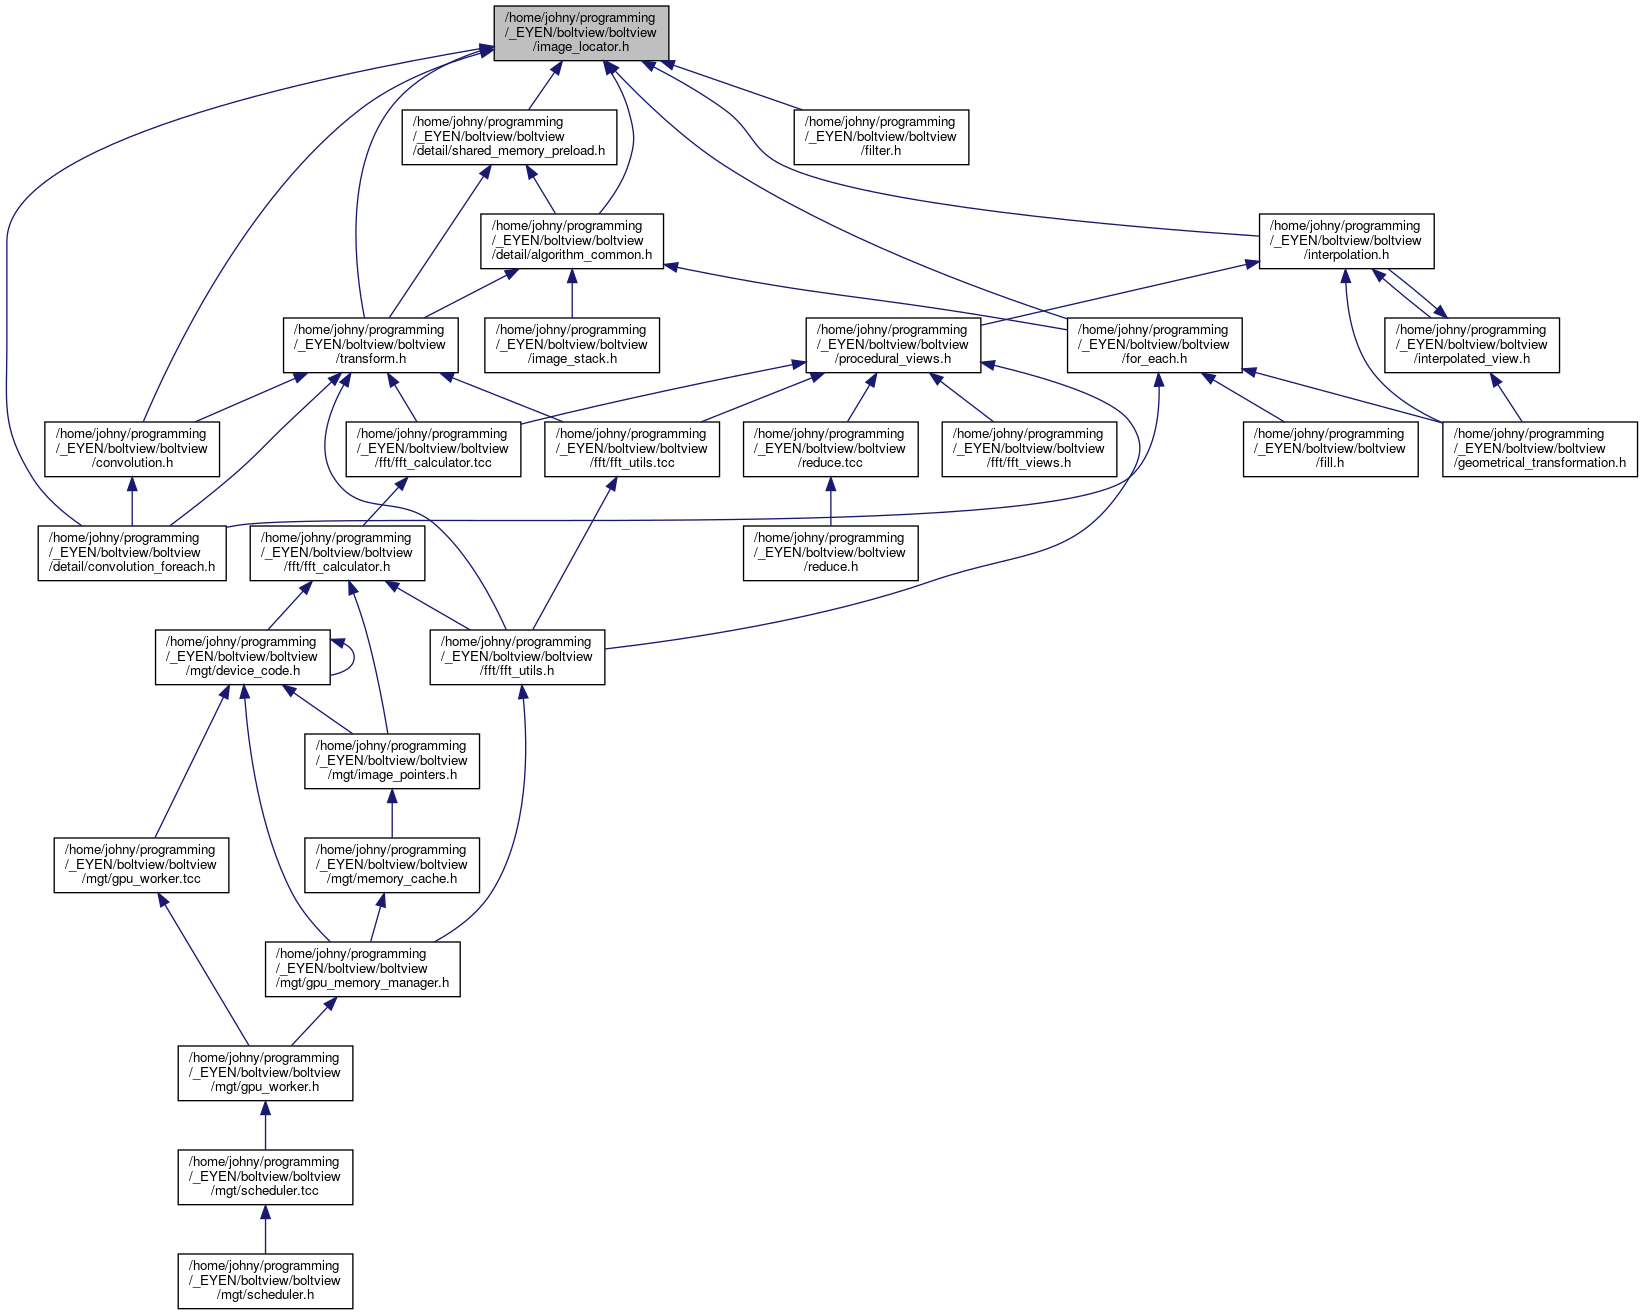 /home/johny/programming
/_EYEN/boltview/boltview
/image_locator.h
/home/johny/programming
/_EYEN/boltview/boltview
/detail/shared_memory_preload.h
/home/johny/programming
/_EYEN/boltview/boltview
/filter.h
/home/johny/programming
/_EYEN/boltview/boltview
/detail/algorithm_common.h
/home/johny/programming
/_EYEN/boltview/boltview
/interpolation.h
/home/johny/programming
/_EYEN/boltview/boltview
/transform.h
/home/johny/programming
/_EYEN/boltview/boltview
/image_stack.h
/home/johny/programming
/_EYEN/boltview/boltview
/procedural_views.h
/home/johny/programming
/_EYEN/boltview/boltview
/for_each.h
/home/johny/programming
/_EYEN/boltview/boltview
/interpolated_view.h
/home/johny/programming
/_EYEN/boltview/boltview
/convolution.h
/home/johny/programming
/_EYEN/boltview/boltview
/fft/fft_calculator.tcc
/home/johny/programming
/_EYEN/boltview/boltview
/fft/fft_utils.tcc
/home/johny/programming
/_EYEN/boltview/boltview
/reduce.tcc
/home/johny/programming
/_EYEN/boltview/boltview
/fft/fft_views.h
/home/johny/programming
/_EYEN/boltview/boltview
/fill.h
/home/johny/programming
/_EYEN/boltview/boltview
/geometrical_transformation.h
/home/johny/programming
/_EYEN/boltview/boltview
/detail/convolution_foreach.h
/home/johny/programming
/_EYEN/boltview/boltview
/fft/fft_calculator.h
/home/johny/programming
/_EYEN/boltview/boltview
/reduce.h
/home/johny/programming
/_EYEN/boltview/boltview
/mgt/device_code.h
/home/johny/programming
/_EYEN/boltview/boltview
/fft/fft_utils.h
/home/johny/programming
/_EYEN/boltview/boltview
/mgt/image_pointers.h
/home/johny/programming
/_EYEN/boltview/boltview
/mgt/gpu_worker.tcc
/home/johny/programming
/_EYEN/boltview/boltview
/mgt/memory_cache.h
/home/johny/programming
/_EYEN/boltview/boltview
/mgt/gpu_memory_manager.h
/home/johny/programming
/_EYEN/boltview/boltview
/mgt/gpu_worker.h
/home/johny/programming
/_EYEN/boltview/boltview
/mgt/scheduler.tcc
/home/johny/programming
/_EYEN/boltview/boltview
/mgt/scheduler.h